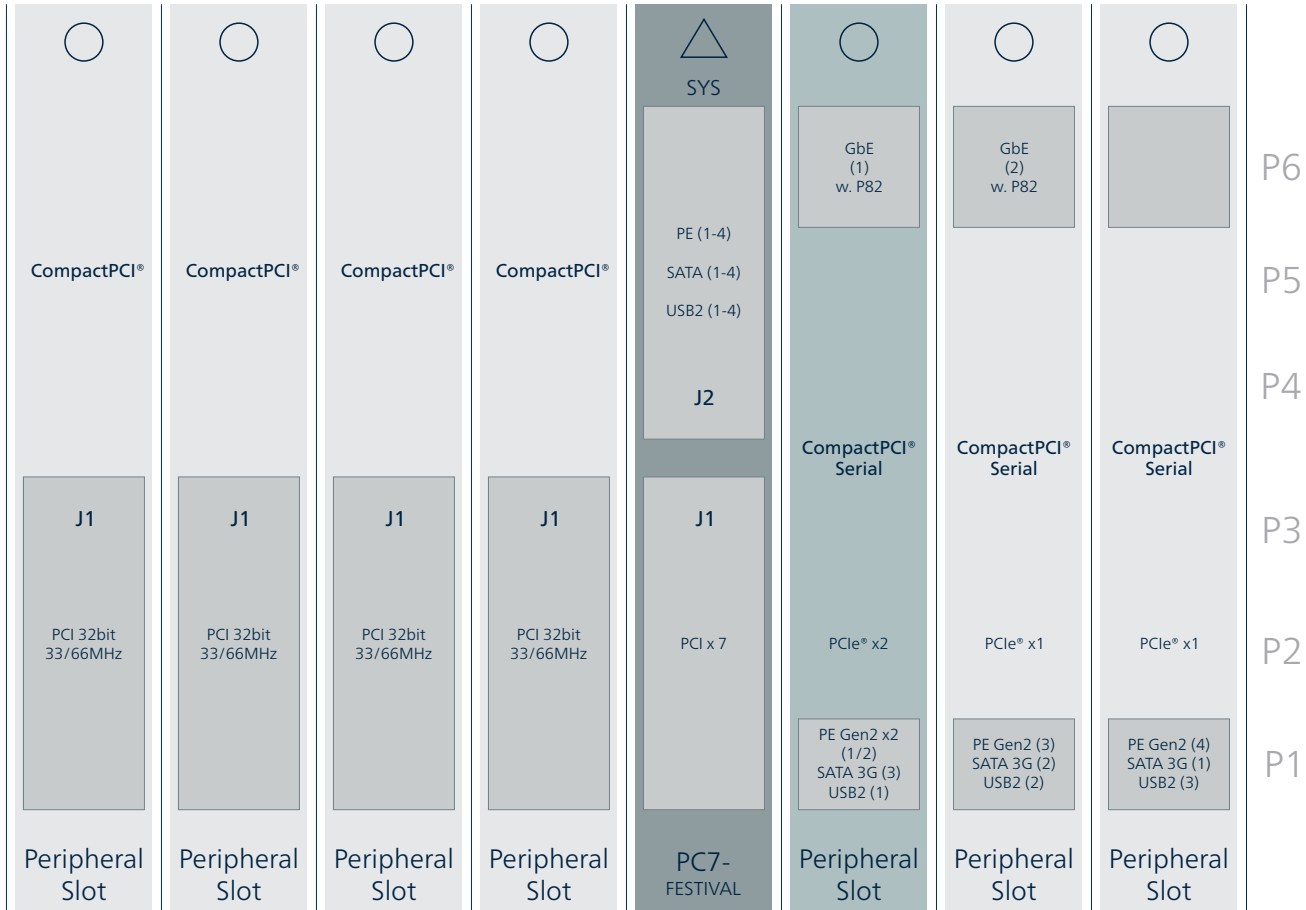 CompactPCI®
J1
PCI 32bit
33/66MHz
Peripheral
Slot
CompactPCI®
J1
PCI 32bit
33/66MHz
Peripheral
Slot
CompactPCI®
J1
PCI 32bit
33/66MHz
Peripheral
Slot
CompactPCI®
J1
PCI 32bit
33/66MHz
Peripheral
Slot
SYS
PE (1-4)
SATA (1-4)
USB2 (1-4)
J2
J1
PCI x 7
PC7-
FESTIVAL
GbE
(1)
w. P82
CompactPCI®
Serial
PCIe® x2
PE Gen2 x2
(1/2)
SATA 3G (3)
USB2 (1)
Peripheral
Slot
GbE
(2)
w. P82
CompactPCI®
Serial
PCIe® x1
PE Gen2 (3)
SATA 3G (2)
USB2 (2)
Peripheral
Slot
CompactPCI®
Serial
PCIe® x1
PE Gen2 (4)
SATA 3G (1)
USB2 (3)
Peripheral
Slot
P6
P5
P4
P3
P2
P1